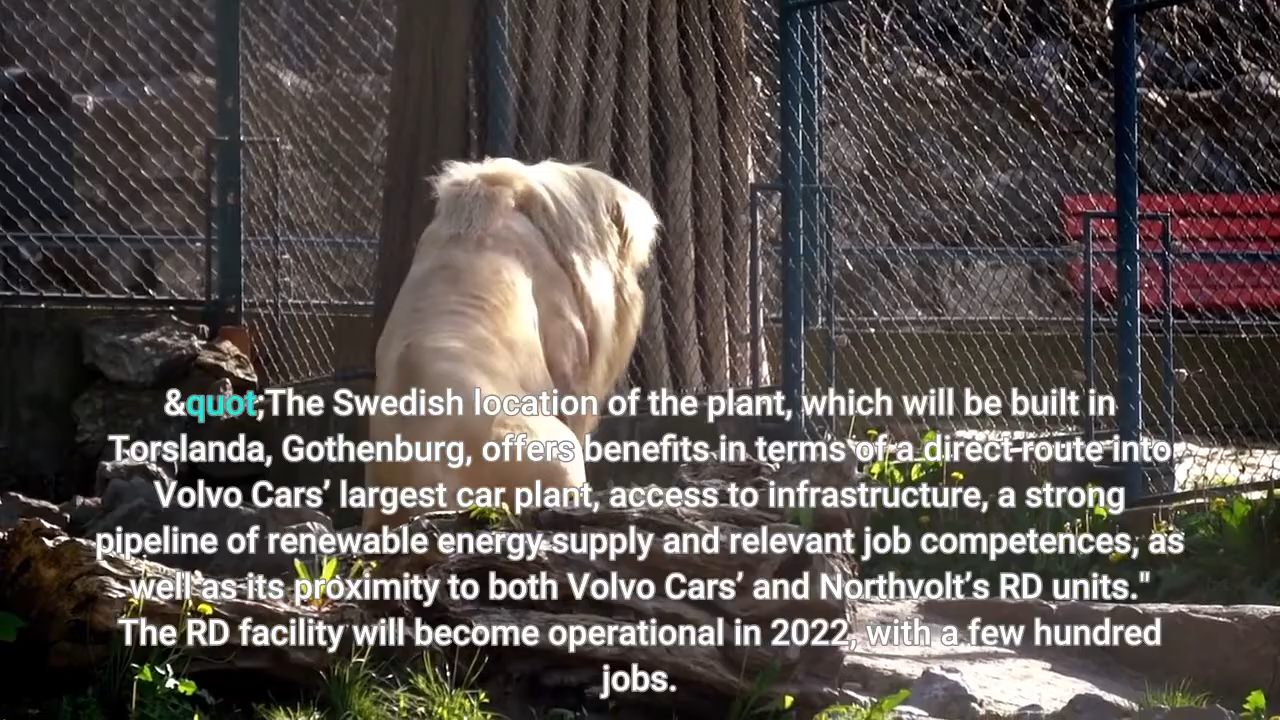 &quot;The Swedish location of the plant, which will be built in
Torslanda, Gothenburg, offers benefits in terms of a direct route into
Volvo Cars’ largest car plant, access to infrastructure, a strong
pipeline of renewable energy supply and relevant job competences, as
well as its proximity to both Volvo Cars’ and Northvolt’s RD units."
The RD facility will become operational in 2022, with a few hundred
jobs.